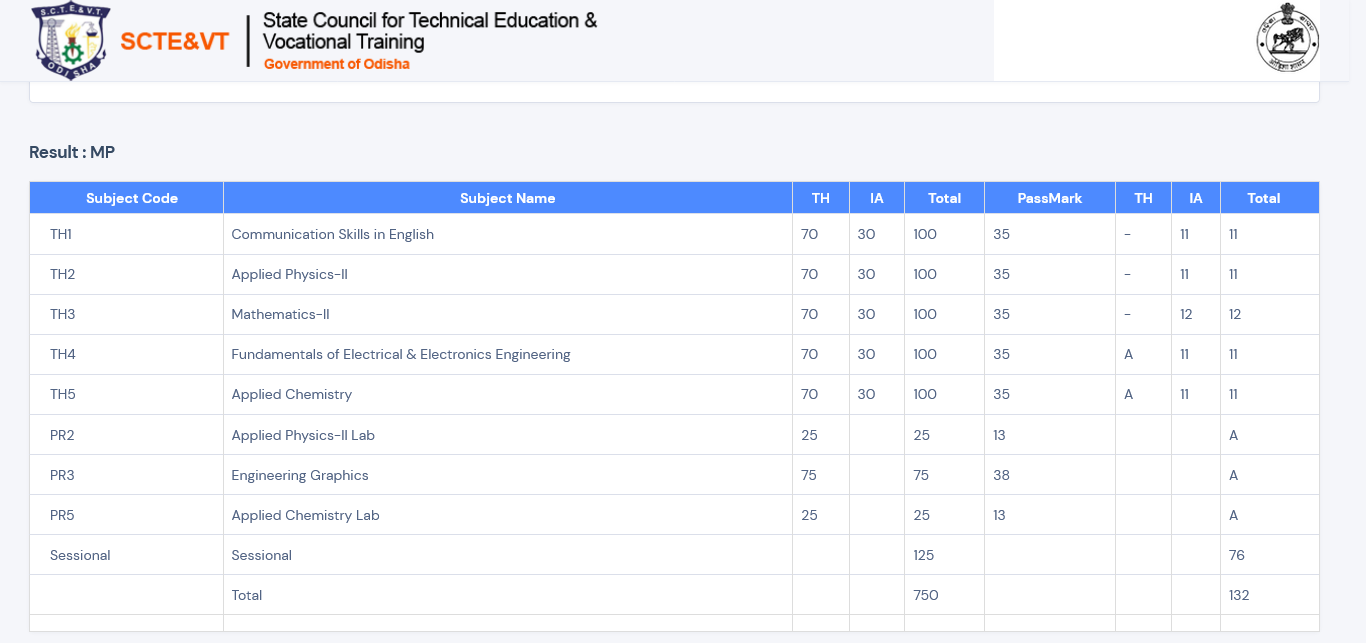 S.C.T.E.& V.T.
ODISHA
SCTE&VT
State Council for Technical Education &
Vocational Training
Government of Odisha
Result : MP
Subject Code Subject Name TH IA Total PassMark TH IA Total
TH1 Communication Skills in English 70 30 100 35 - 11 11
TH2 Applied Physics-II 70 30 100 35 - 11 11
TH3 Mathematics-II 70 30 100 35 - 12 12
TH4 Fundamentals of Electrical & Electronics Engineering 70 30 100 35 A 11 11
TH5 Applied Chemistry 70 30 100 35 A 11 11
PR2 Applied Physics-II Lab 25 25 13 A
PR3 Engineering Graphics 75 75 38 A
PR5 Applied Chemistry Lab 25 25 13 A
Sessional Sessional 125 76
Total 750 132